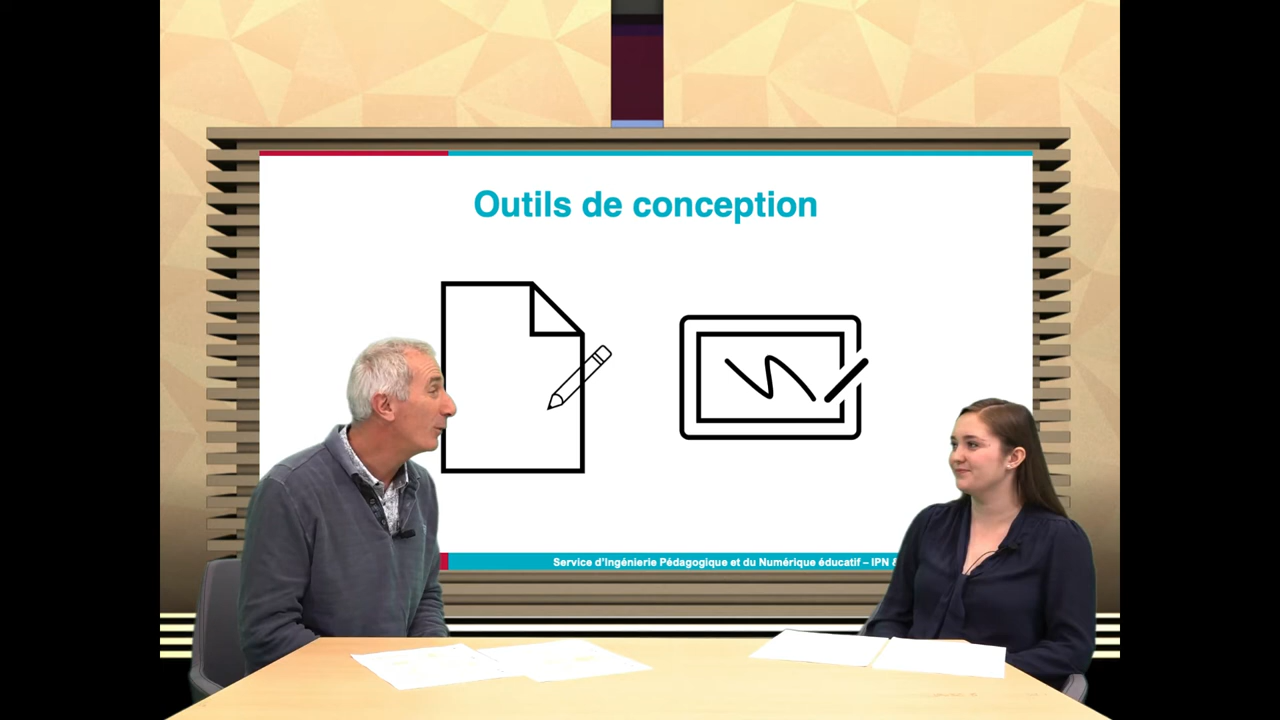 Outils de conception
Service d'Ingénierie Pédagogique et du Numérique éducatif – IPN &